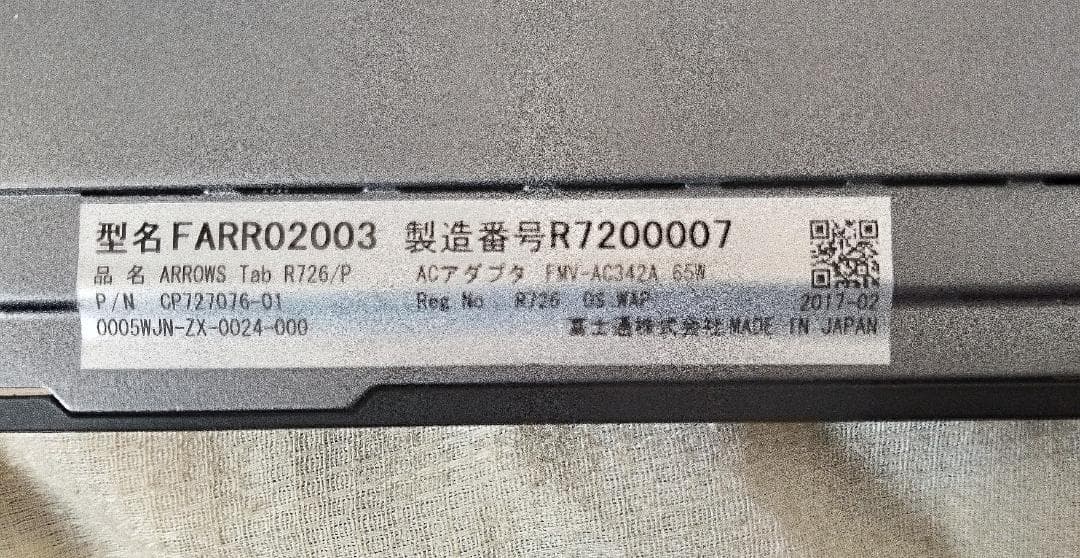 型名FARR02003 製造番号R7200007
品名 ARROWS Tab R726/P ACアダプタ FMV-AC342A 65W
P/N CP727076-01 Reg No R726 OS WAP 2017-02
0005WJN-ZX-0024-000 富士通株式会社MADE IN JAPAN